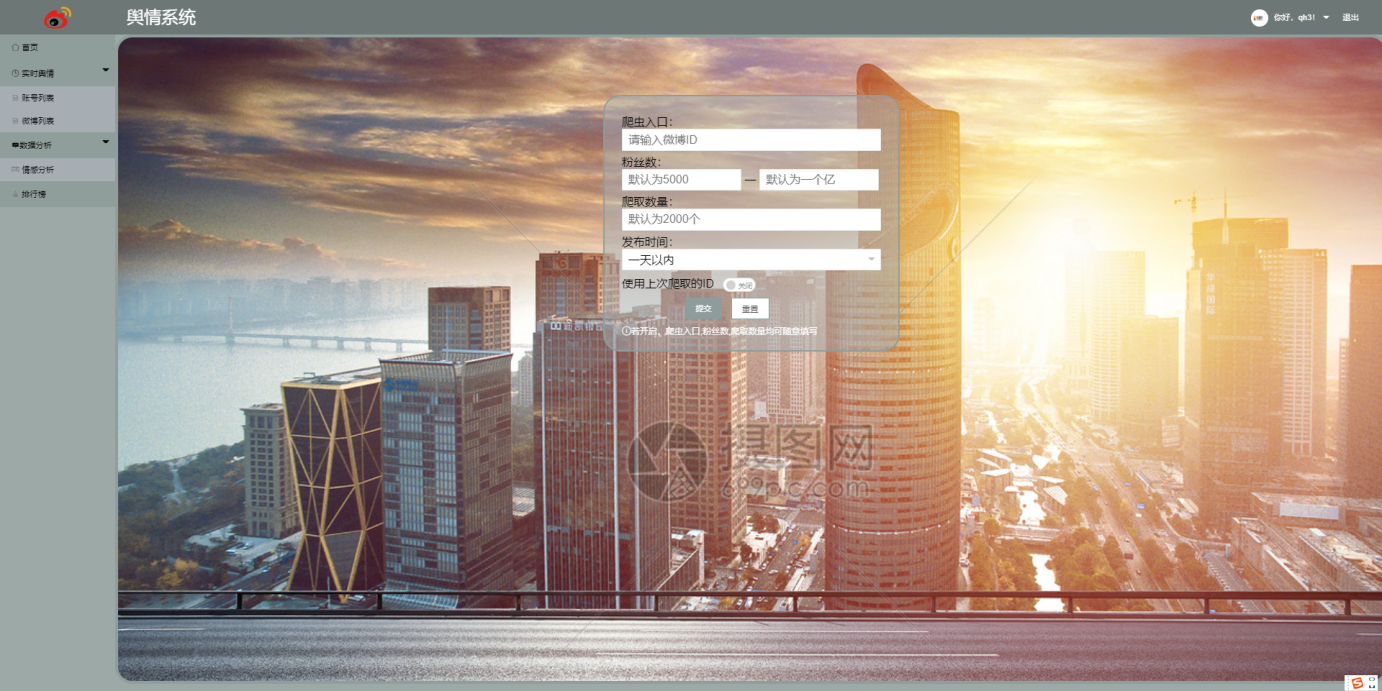 舆情系统
你好，qh3！
退出
首页
实时舆情
账号列表
微博列表
数据分析
情感分析
排行榜
爬虫入口：
请输入微博ID
粉丝数：
默认为5000 — 默认为一个亿
爬取数量：
默认为2000个
发布时间：
一天以内
使用上次爬取的ID 关闭
提交 重置
若开启，爬虫入口,粉丝数,爬取数量均可随意填写
摄图网
699pic.com